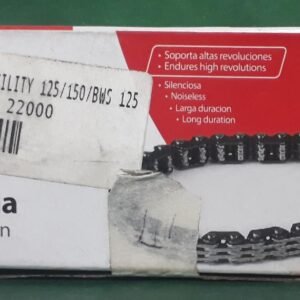 • Soporta altas revoluciones
• Endures high revolutions
• Silenciosa
• Noiseless
• Larga duracion
• Long duration
ILITY 125/150/BWS 125
22000
a
n